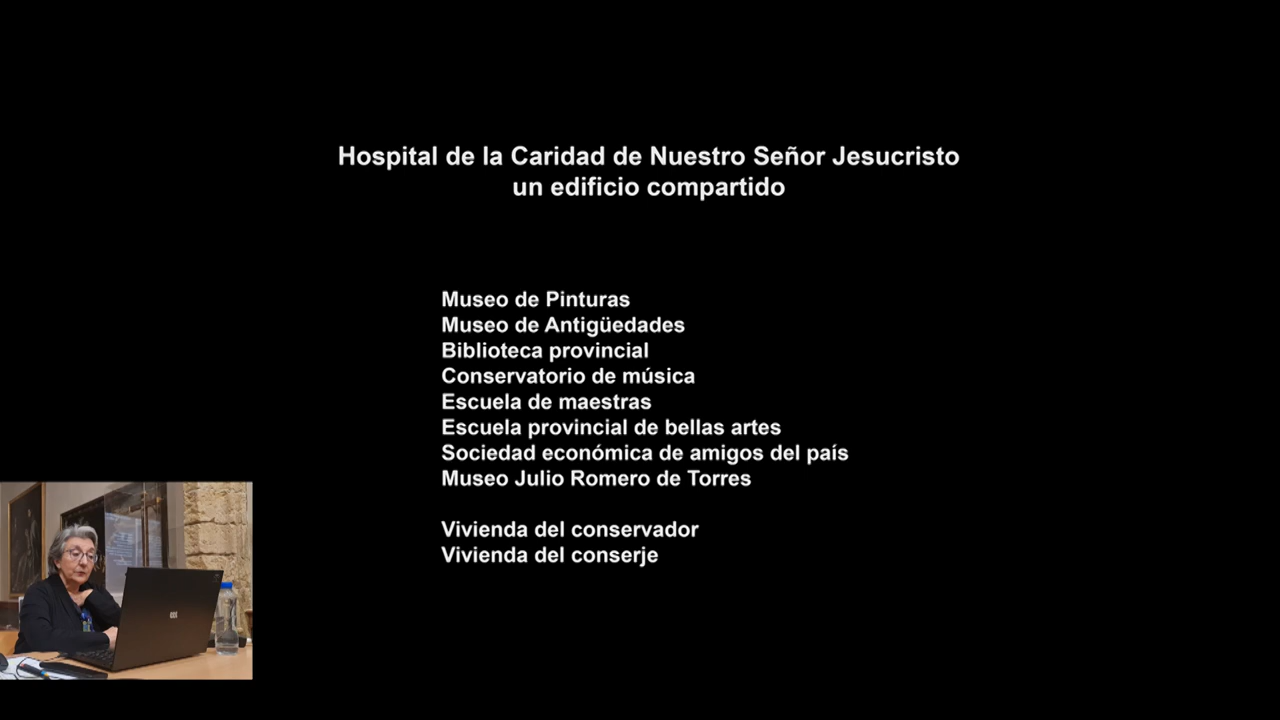 Hospital de la Caridad de Nuestro Señor Jesucristo
un edificio compartido
Museo de Pinturas
Museo de Antigüedades
Biblioteca provincial
Conservatorio de música
Escuela de maestras
Escuela provincial de bellas artes
Sociedad económica de amigos del país
Museo Julio Romero de Torres
Vivienda del conservador
Vivienda del conserje